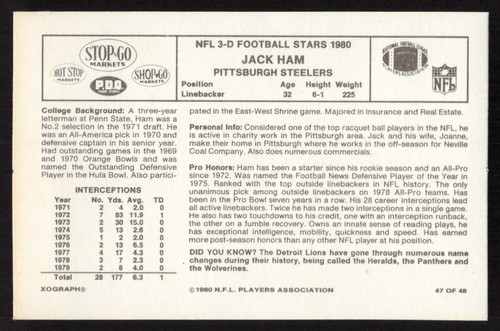 STOP·GO
MARKETS
HOT STOP
MARKETS
P.D.Q.
SHOP·GO
MARKETS
NFL 3-D FOOTBALL STARS 1980
JACK HAM
PITTSBURGH STEELERS
Position Age Height Weight
Linebacker 32 6-1 225
NATIONAL FOOTBALL LEAGUE
PLAYERS ASSOCIATION
NFL
College Background: A three-year
letterman at Penn State, Ham was a
No.2 selection in the 1971 draft. He
was an All-America pick in 1970 and
defensive captain in his senior year.
Had outstanding games in the 1969
and 1970 Orange Bowls and was
named the Outstanding Defensive
Player in the Hula Bowl. Also partici-
INTERCEPTIONS
Year No. Yds. Avg. TD
1971 2 4 2.0 0
1972 7 83 11.9 1
1973 2 30 15.0 0
1974 5 13 2.6 0
1975 1 2 2.0 0
1976 2 13 6.5 0
1977 4 17 4.3 0
1978 3 7 2.3 0
1979 2 8 4.0 0
Total 28 177 6.3 1
pated in the East-West Shrine game. Majored in Insurance and Real Estate.
Personal Info: Considered one of the top racquet ball players in the NFL, he
is active in charity work in the Pittsburgh area. Jack and his wife, Joanne,
make their home in Pittsburgh where he works in the off-season for Neville
Coal Company. Also does numerous commercials.
Pro Honors: Ham has been a starter since his rookie season and an All-Pro
since 1972. Was named the Football News Defensive Player of the Year in
1975. Ranked with the top outside linebackers in NFL history. The only
unanimous pick among outside linebackers on 1978 All-Pro teams. Has
been in the Pro Bowl seven years in a row. His 28 career interceptions lead
all active linebackers. Twice he has made two interceptions in a single game.
He also has two touchdowns to his credit, one with an interception runback,
the other on a fumble recovery. Owns an innate sense of reading plays, he
has exceptional intelligence, mobility, quickness and speed. Has earned
more post-season honors than any other NFL player at his position.
DID YOU KNOW? The Detroit Lions have gone through numerous name
changes during their history, being called the Heralds, the Panthers and
the Wolverines.
XOGRAPH®
©1980 N.F.L. PLAYERS ASSOCIATION
47 OF 48